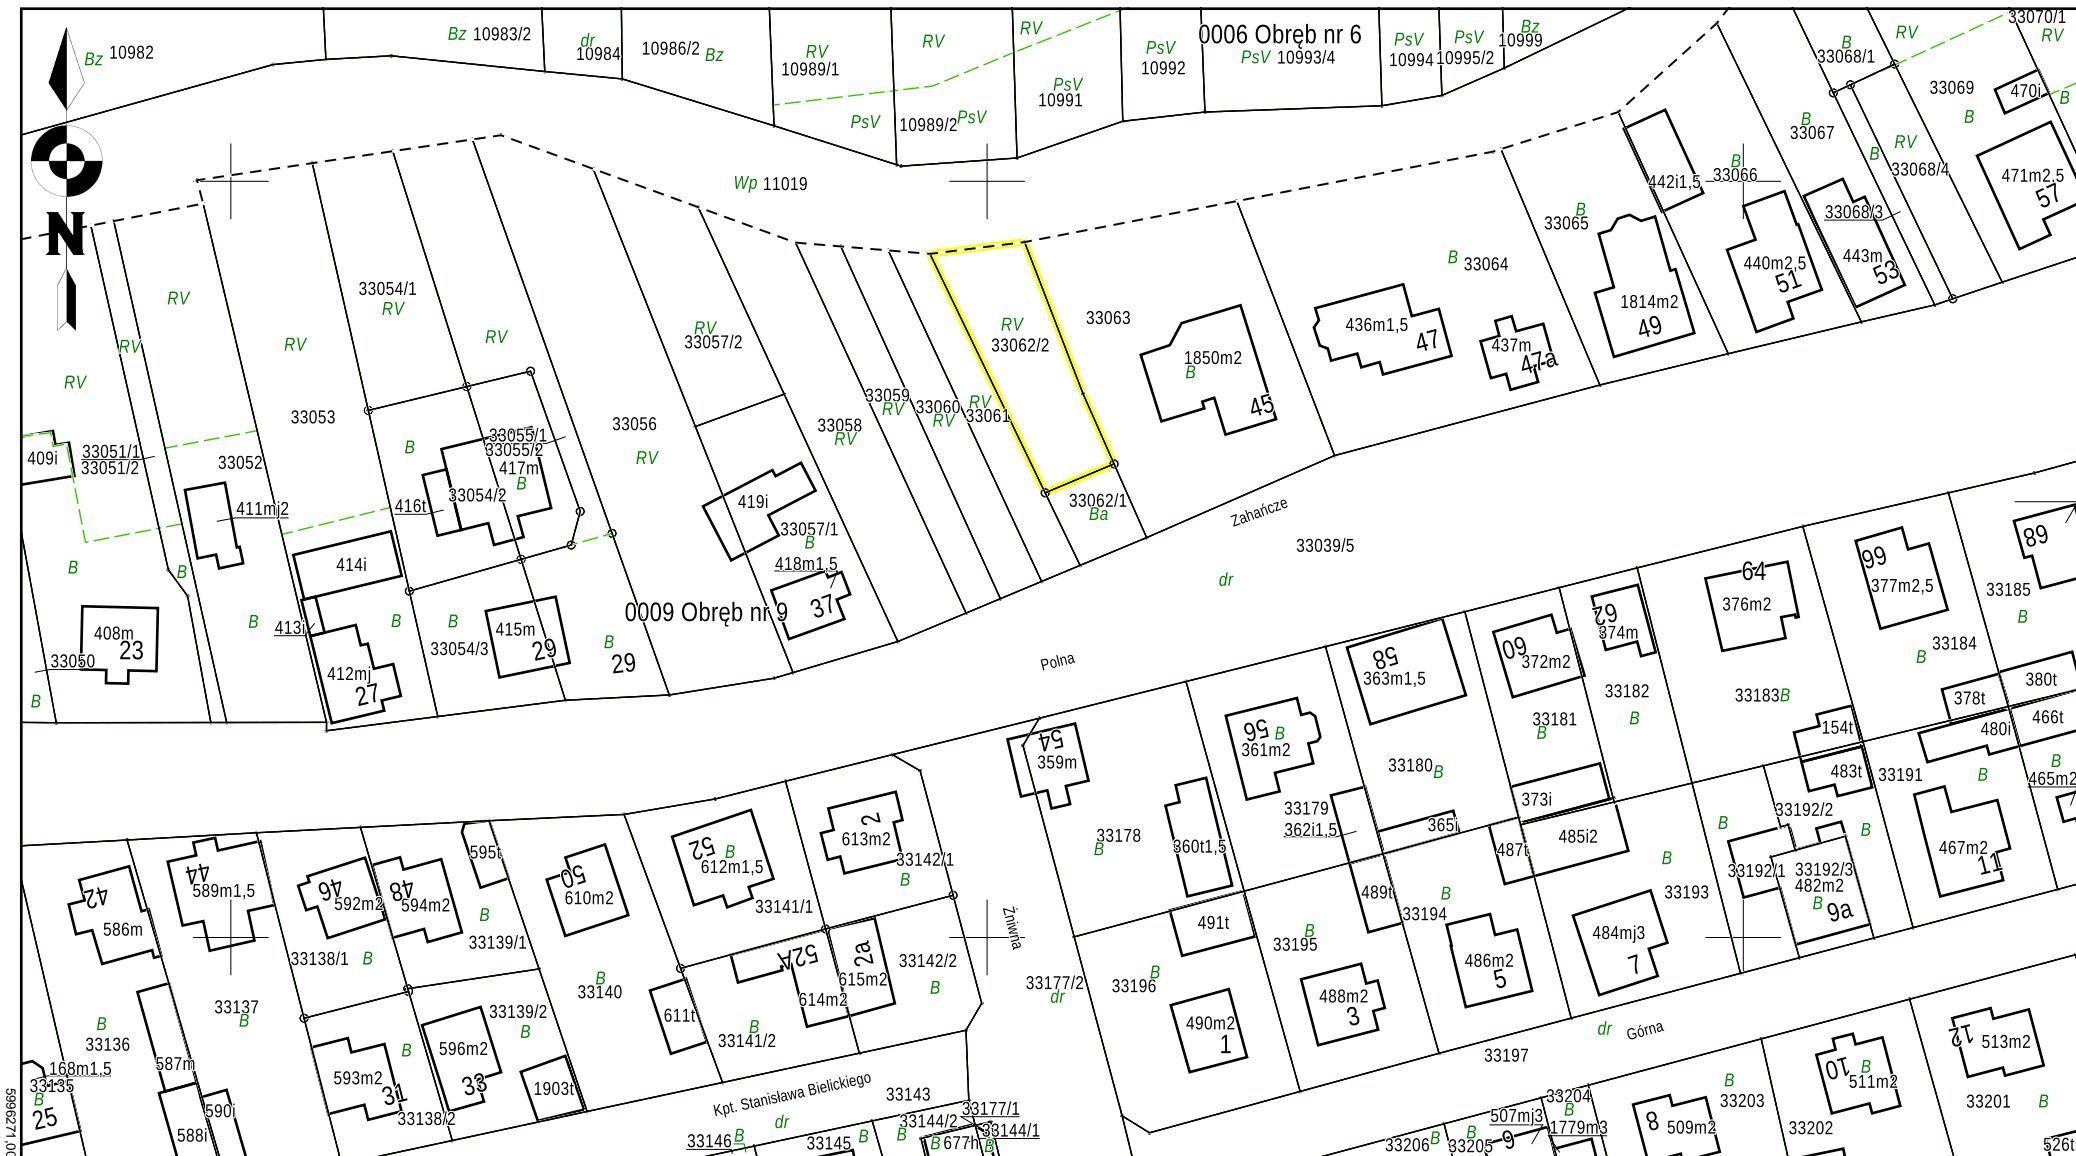 Bz 10982
Bz 10983/2
dr
10984
10986/2 Bz
RV
10989/1
RV
PsV
10989/2 PsV
RV
PsV
10991
PsV
10992
0006 Obręb nr 6
PsV 10993/4
PsV
10994
PsV
10995/2
Bz
10999
B
33068/1
RV
33070/1
RV
33069
B
470i
B
B
33067
B
RV
33068/4
471m2,5
57
N
Wp 11019
442i1,5
B
33066
B
33065
33068/3
443m
53
440m2,5
51
B 33064
1814m2
49
RV
RV
RV
RV
33054/1
RV
RV
RV
33057/2
33053
33056
RV
33058
RV
33059
RV
33060
RV
RV
33061
RV
33062/2
33063
1850m2
B
45
436m1,5
47
437m
47a
409i
33051/1
33051/2
33052
411mj2
B
416t
33055/1
33055/2
417m
B
33054/2
419i
33057/1
B
418m1,5
37
33062/1
Ba
Zahańcze
33039/5
dr
Polna
0009 Obręb nr 9
414i
413i
412mj
27
B
B
B
B
B
B
33054/3
415m
29
B
29
408m
23
33050
B
68
33185
B
66
377m2,5
33184
B
64
376m2
33183 B
62
374m
33182
B
60
372m2
33181
B
58
363m1,5
33180 B
56
B
361m2
33179
362i1,5
365i
373i
54
359m
33178
B
360t1,5
380t
378t
466t
480i
154t
483t
33191
B
B
465m2
33192/2
B
B
485i2
487t
489t
B
33193
33192/1
33192/3
482m2
B
9a
467m2
11
42
586m
44
589m1,5
46
592m2
48
594m2
595t
50
610m2
52
B
612m1,5
2
613m2
33142/1
B
33141/1
B
33139/1
33138/1 B
B
33140
33137
B
B
33136
587m
33139/2
B
596m2
33
B
593m2
31
1903t
33138/2
168m1,5
33135
B
25
590i
588i
5996271,00
52A
614m2
2a
615m2
33142/2
B
611t
B
33141/2
Żniwna
33177/2
dr
491t
B
33195
B
33194
486m2
5
484mj3
7
B
33196
490m2
1
488m2
3
dr
Górna
33197
Kpt. Stanisława Bielickiego
dr
33143
33144/2
33177/1
33144/1
B
33146
33145
B
B
B
677h
B
33206
B
B
33205
507mj3
9
33204
B
1779m3
B
33203
8
509m2
33202
10
B
511m2
12
513m2
33201
B
526t